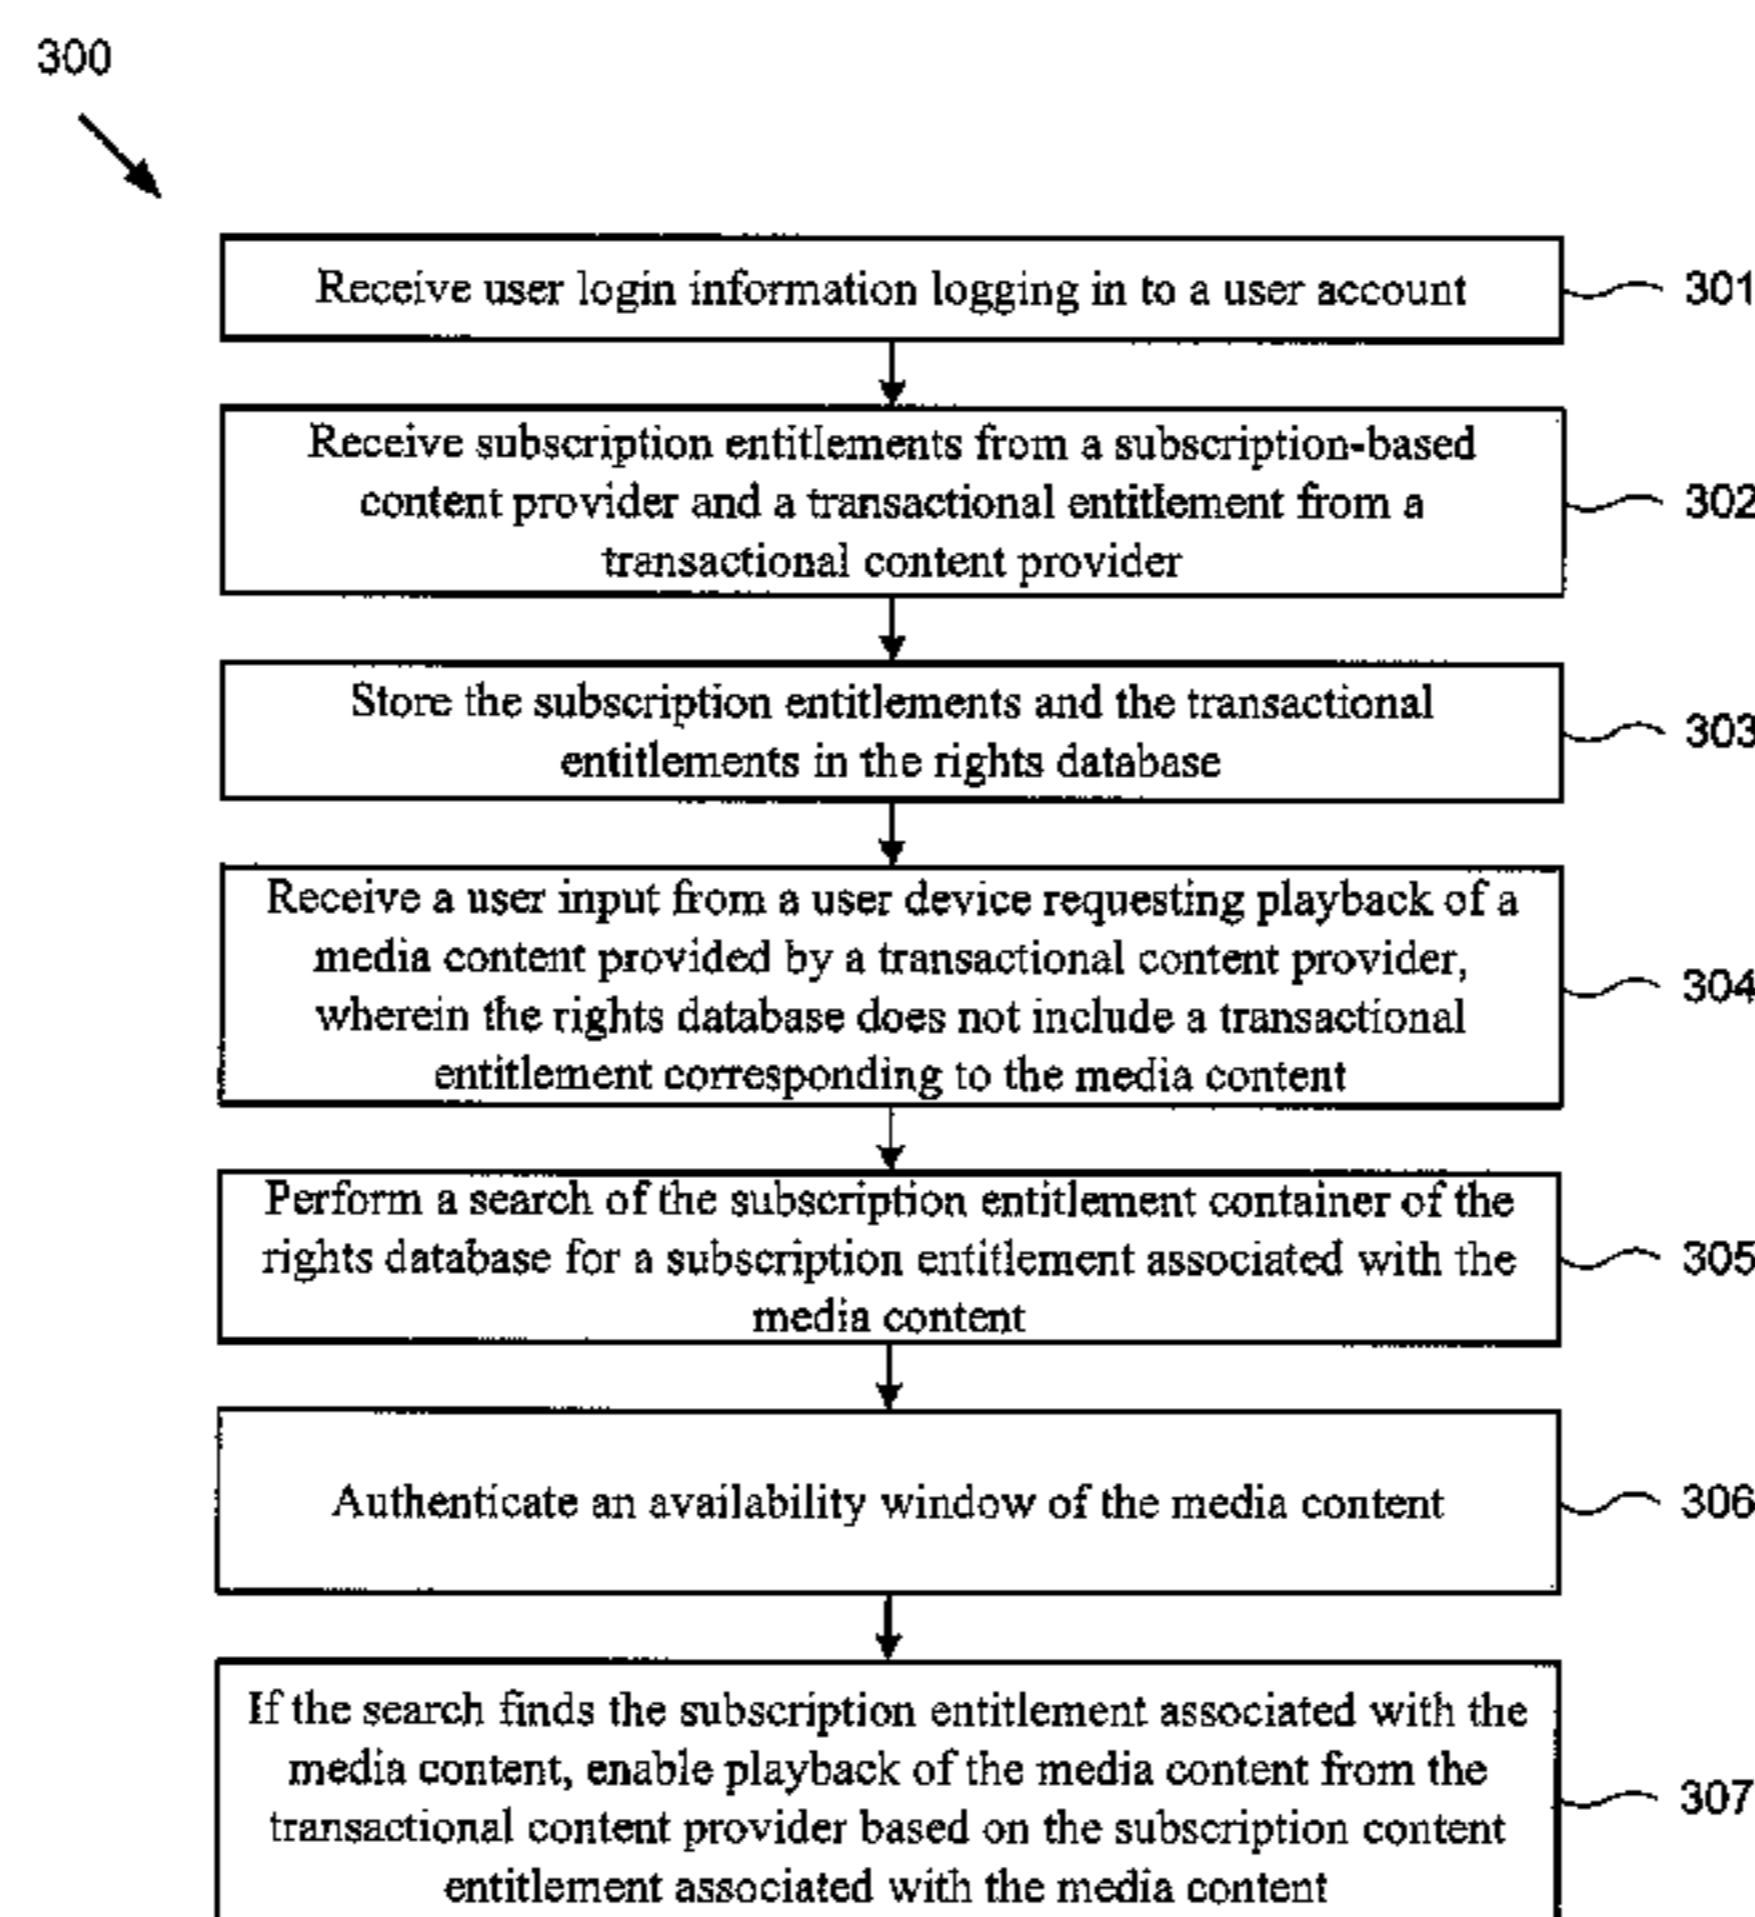 300
Receive user login information logging in to a user account
301
Receive subscription entitlements from a subscription-based
content provider and a transactional entitlement from a
transactional content provider
302
Store the subscription entitlements and the transactional
entitlements in the rights database
303
Receive a user input from a user device requesting playback of a
media content provided by a transactional content provider,
wherein the rights database does not include a transactional
entitlement corresponding to the media content
304
Perform a search of the subscription entitlement container of the
rights database for a subscription entitlement associated with the
media content
305
Authenticate an availability window of the media content
306
If the search finds the subscription entitlement associated with the
media content, enable playback of the media content from the
transactional content provider based on the subscription content
entitlement associated with the media content
307